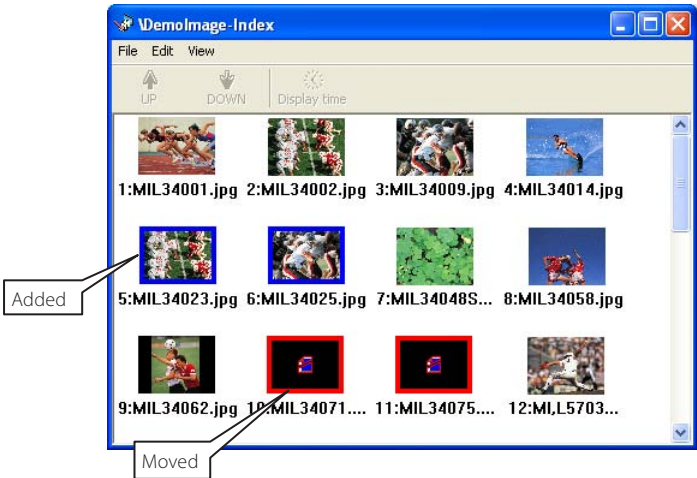 \DemoImage-Index
File Edit View
UP DOWN Display time
1:MIL34001.jpg 2:MIL34002.jpg 3:MIL34009.jpg 4:MIL34014.jpg
Added
5:MIL34023.jpg 6:MIL34025.jpg 7:MIL34048S... 8:MIL34058.jpg
9:MIL34062.jpg 10:MIL34071.... 11:MIL34075.... 12:MI,L5703...
Moved